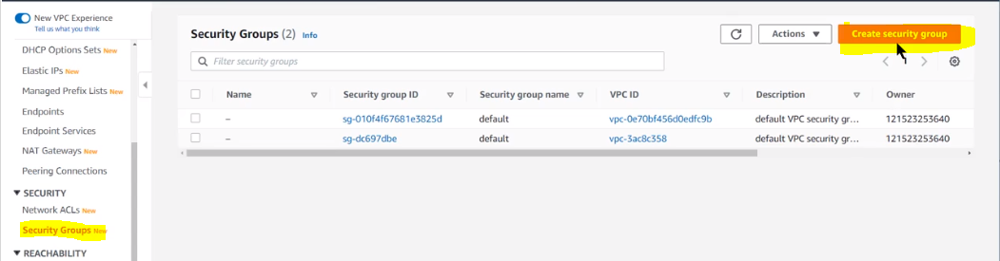 New VPC Experience
Tell us what you think
DHCP Options Sets New
Elastic IPs New
Managed Prefix Lists New
Endpoints
Endpoint Services
NAT Gateways New
Peering Connections
▼ SECURITY
Network ACLs New
Security Groups New
▼ REACHABILITY
Security Groups (2) Info
Actions ▼
Create security group
Filter security groups
Name Security group ID Security group name VPC ID Description Owner
– sg-010f4f67681e3825d default vpc-0e70bf456d0edfc9b default VPC security gr... 121523253640
– sg-dc697dbe default vpc-3ac8c358 default VPC security gr... 121523253640